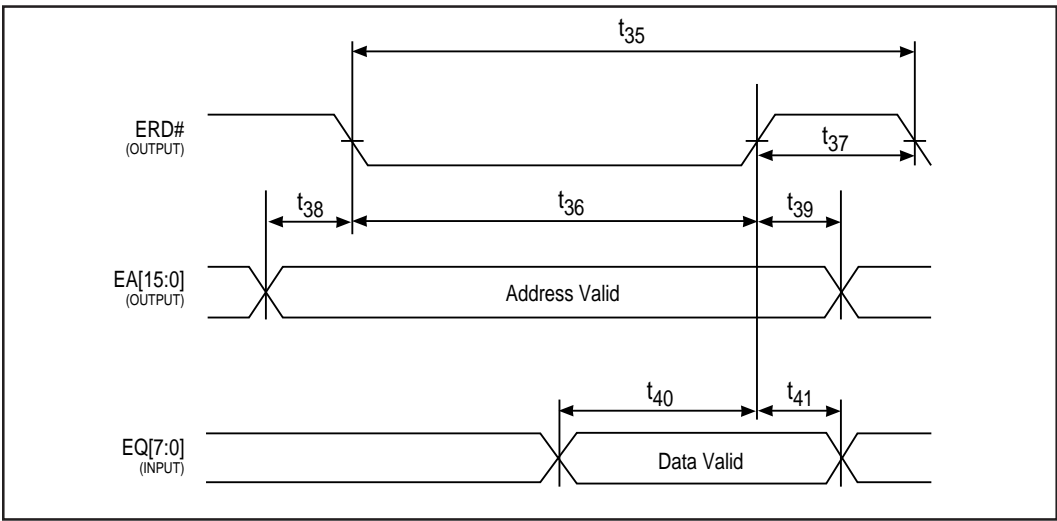 t35
ERD#
(OUTPUT)
t37
t38
t36
t39
EA[15:0]
(OUTPUT)
Address Valid
t40
t41
EQ[7:0]
(INPUT)
Data Valid